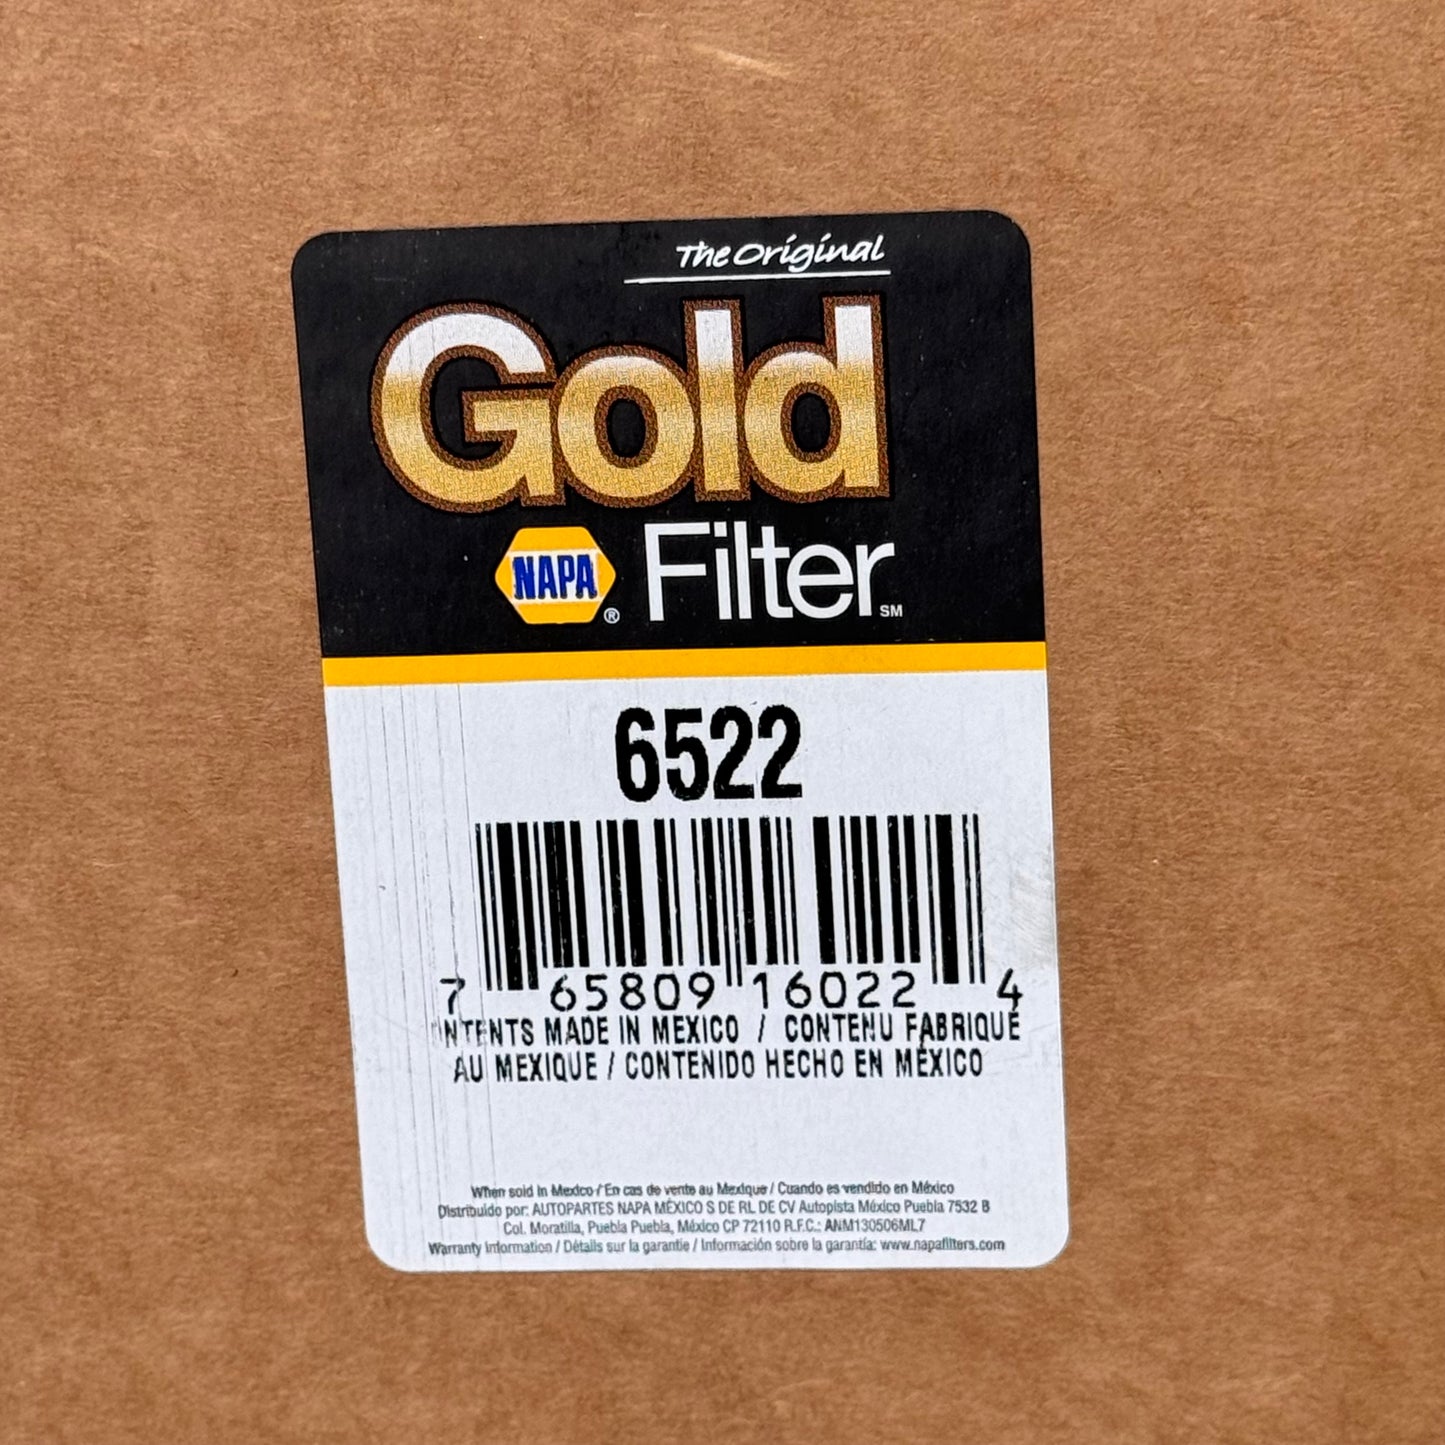 The Original
Gold
NAPA® Filter SM
6522
7 65809 16022 4
NTENTS MADE IN MEXICO / CONTENU FABRIQUÉ
AU MEXIQUE / CONTENIDO HECHO EN MÉXICO
When sold in Mexico / En cas de vente au Mexique / Cuando es vendido en México
Distribuido por: AUTOPARTES NAPA MÉXICO S DE RL DE CV Autopista México Puebla 7532 B
Col. Moratilla, Puebla Puebla, México CP 72110 R.F.C.: ANM130506ML7
Warranty information / Détails sur la garantie / Información sobre la garantía: www.napafilters.com